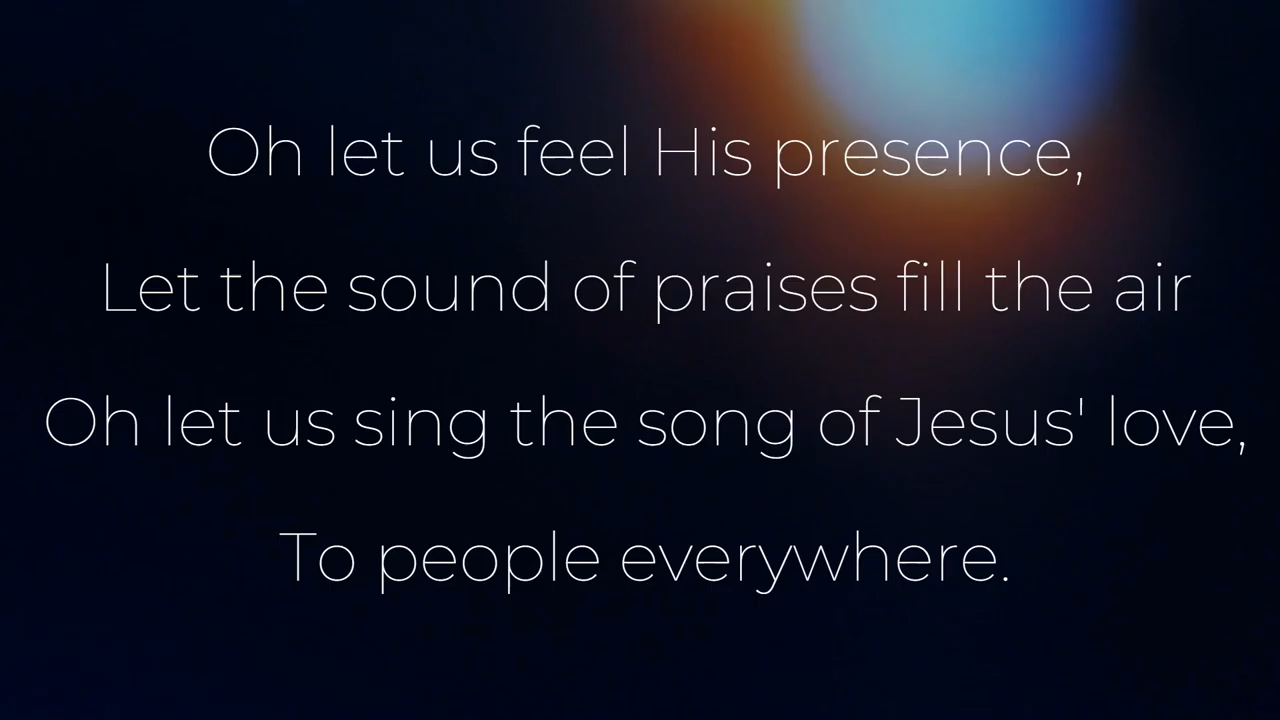 Oh let us feel His presence,
Let the sound of praises fill the air
Oh let us sing the song of Jesus' love,
To people everywhere.